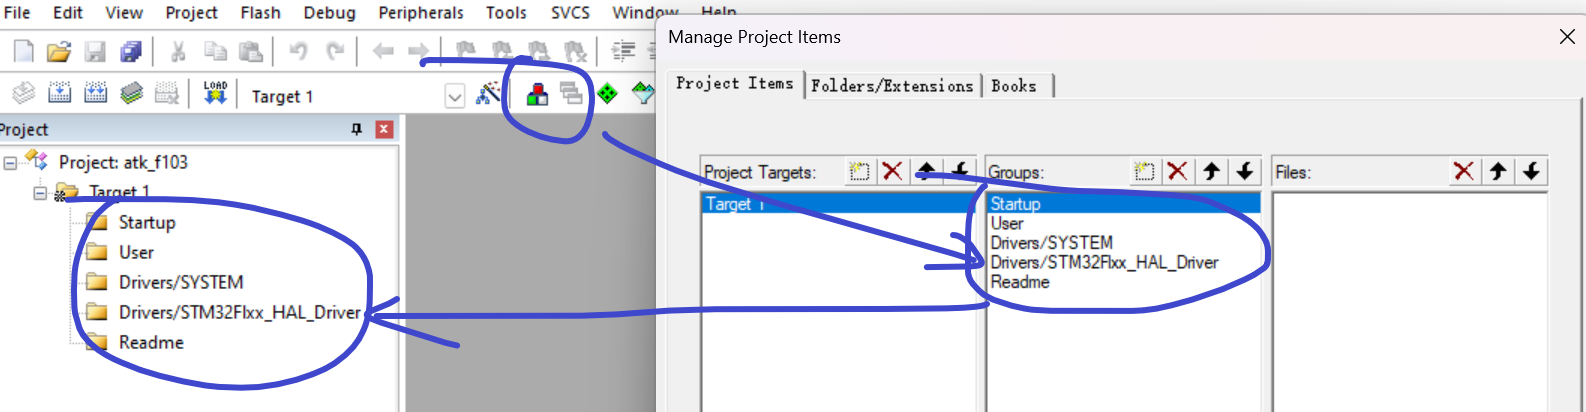 File Edit View Project Flash Debug Peripherals Tools SVCS Window Help
Manage Project Items
LOAD
Target 1
Project Items Folders/Extensions Books
Project
Project: atk_f103
Target 1
Startup
User
Drivers/SYSTEM
Drivers/STM32Flxx_HAL_Driver
Readme
Project Targets:
Target 1
Groups:
Startup
User
Drivers/SYSTEM
Drivers/STM32Flxx_HAL_Driver
Readme
Files: